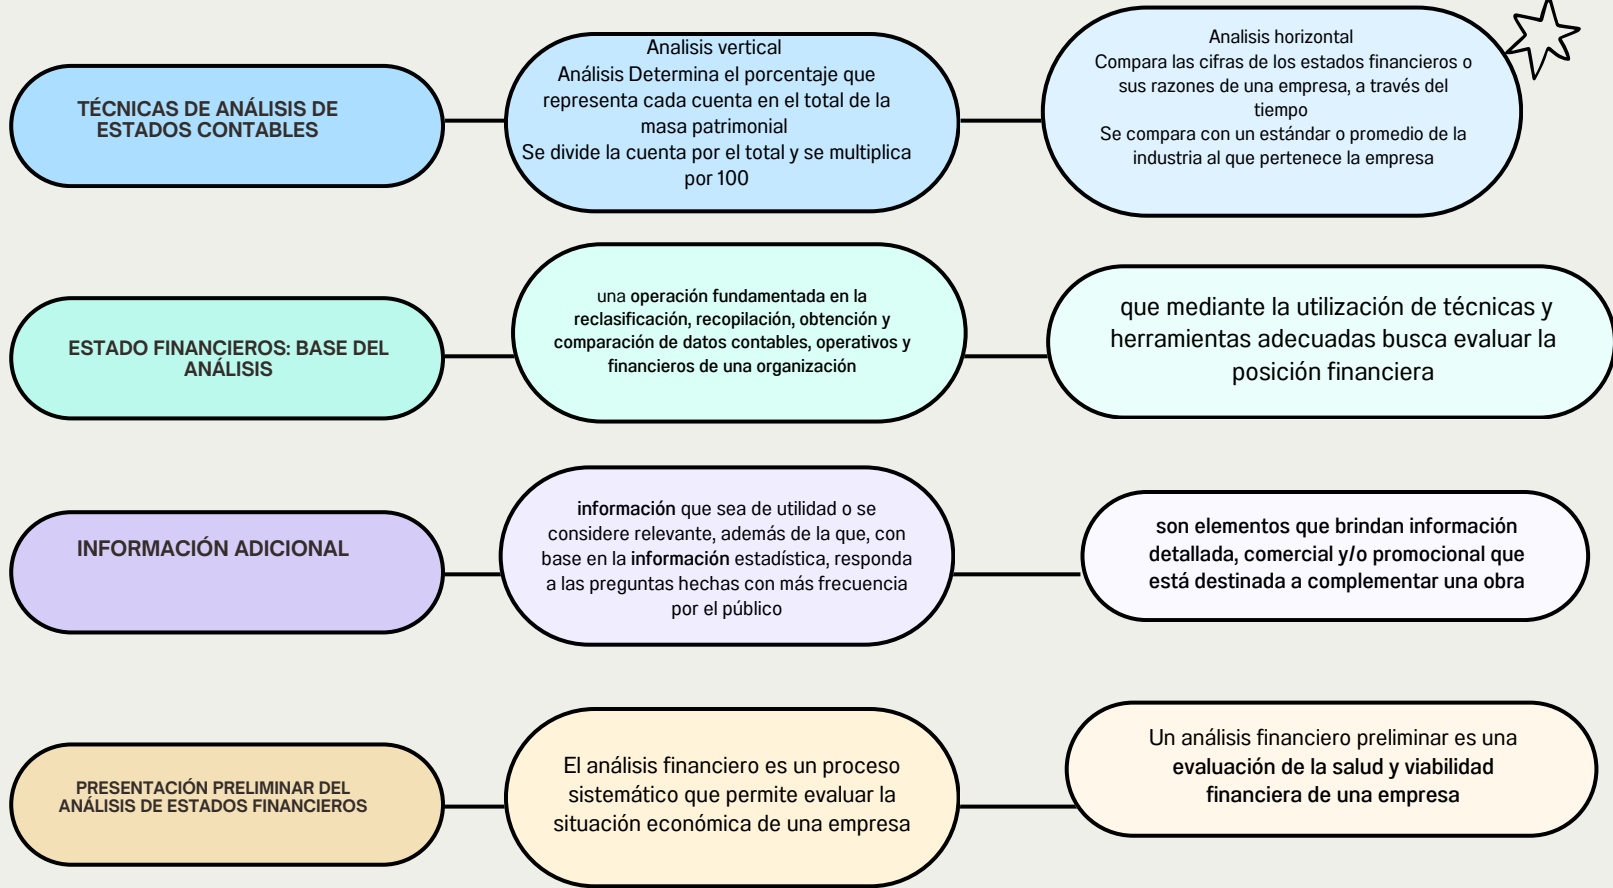 TÉCNICAS DE ANÁLISIS DE
ESTADOS CONTABLES
Analisis vertical
Análisis Determina el porcentaje que
representa cada cuenta en el total de la
masa patrimonial
Se divide la cuenta por el total y se multiplica
por 100
Analisis horizontal
Compara las cifras de los estados financieros o
sus razones de una empresa, a través del
tiempo
Se compara con un estándar o promedio de la
industria al que pertenece la empresa
ESTADO FINANCIEROS: BASE DEL
ANÁLISIS
una operación fundamentada en la
reclasificación, recopilación, obtención y
comparación de datos contables, operativos y
financieros de una organización
que mediante la utilización de técnicas y
herramientas adecuadas busca evaluar la
posición financiera
INFORMACIÓN ADICIONAL
información que sea de utilidad o se
considere relevante, además de la que, con
base en la información estadística, responda
a las preguntas hechas con más frecuencia
por el público
son elementos que brindan información
detallada, comercial y/o promocional que
está destinada a complementar una obra
PRESENTACIÓN PRELIMINAR DEL
ANÁLISIS DE ESTADOS FINANCIEROS
El análisis financiero es un proceso
sistemático que permite evaluar la
situación económica de una empresa
Un análisis financiero preliminar es una
evaluación de la salud y viabilidad
financiera de una empresa